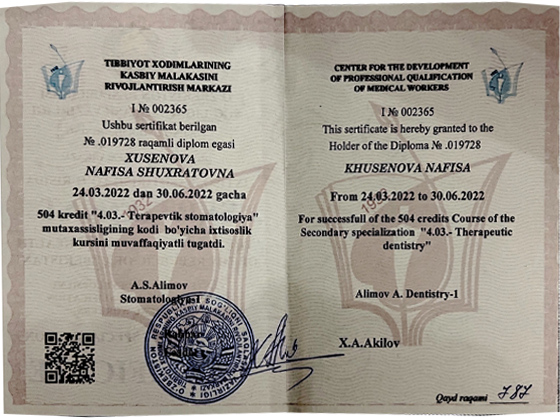 TIBBIYOT XODIMLARINING
KASBIY MALAKASINI
RIVOJLANTIRISH MARKAZI
I № 002365
Ushbu sertifikat berilgan
№ .019728 raqamli diplom egasi
XUSENOVA
NAFISA SHUXRATOVNA
24.03.2022 dan 30.06.2022 gacha
504 kredit "4.03.- Terapevtik stomatologiya"
mutaxassisligining kodi bo'yicha ixtisoslik
kursini muvaffaqiyatli tugatdi.
A.S.Alimov
Stomatologiya-1
CENTER FOR THE DEVELOPMENT
OF PROFESSIONAL QUALIFICATION
OF MEDICAL WORKERS
I № 002365
This certificate is hereby granted to the
Holder of the Diploma №.019728
KHUSENOVA NAFISA
From 24.03.2022 to 30.06.2022
For successfull of the 504 credits Course of the
Secondary specialization "4.03.- Therapeutic
dentistry"
Alimov A. Dentistry-1
X.A.Akilov
Qayd raqami 787
1932
1932